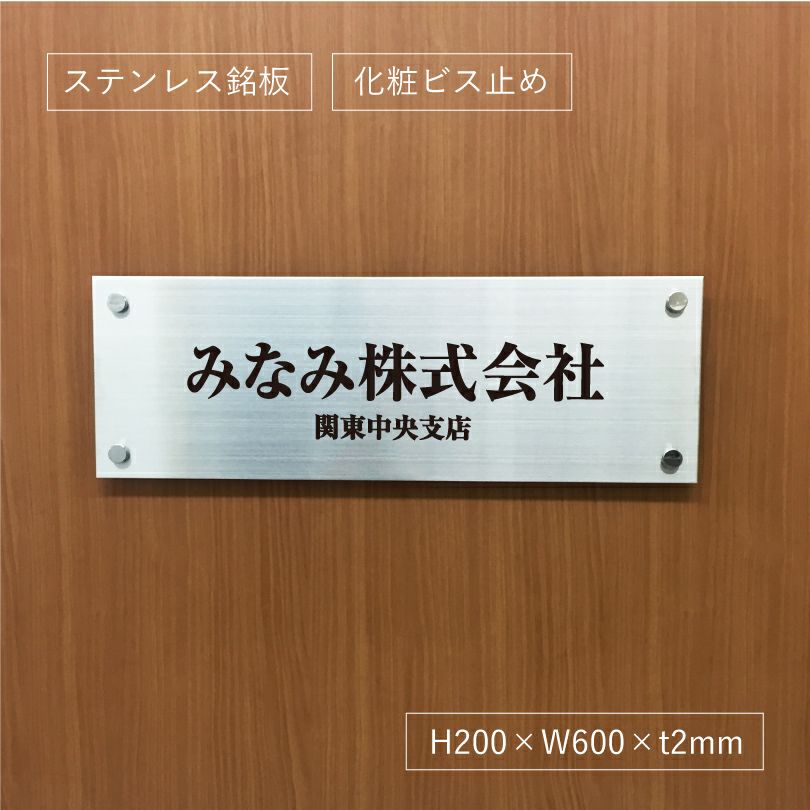 ステンレス銘板
化粧ビス止め
みなみ株式会社
関東中央支店
H200×W600×t2mm